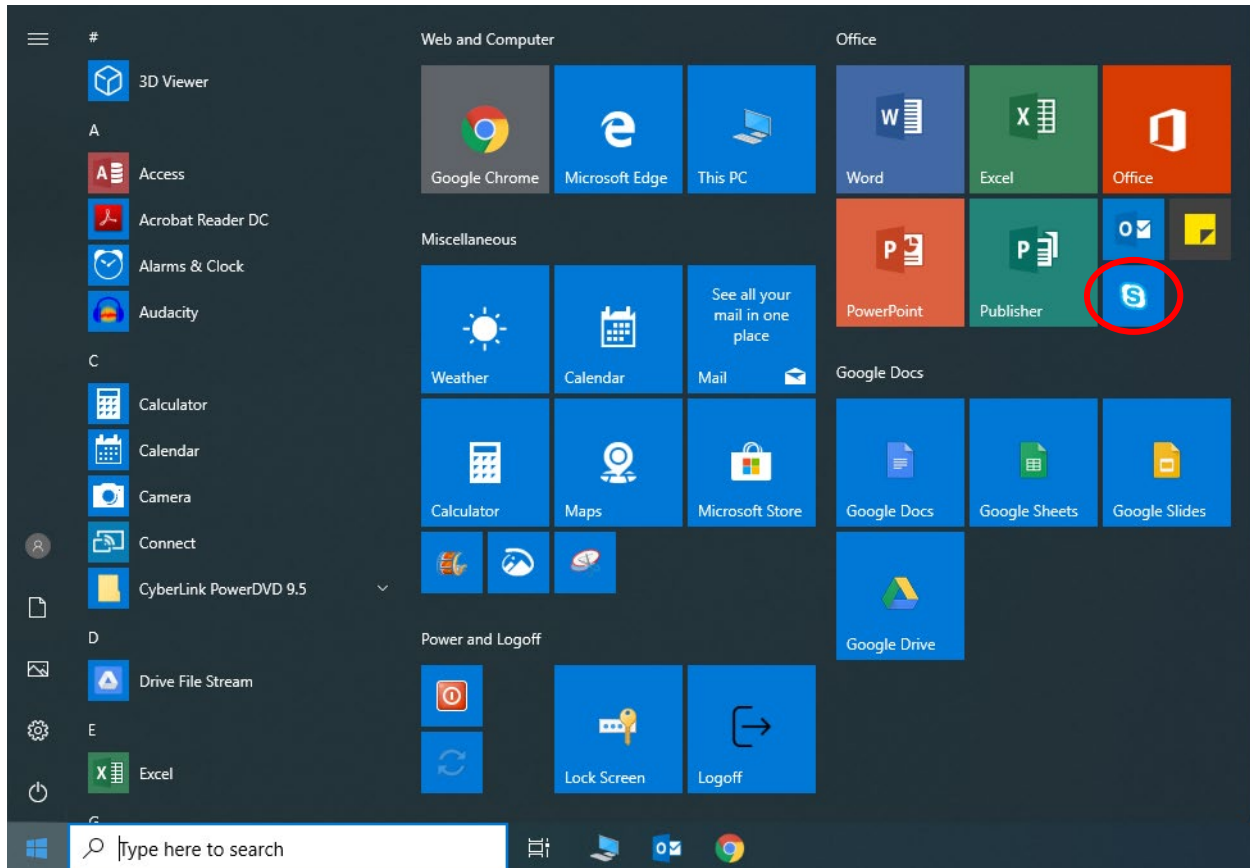 #
3D Viewer
A
Access
Acrobat Reader DC
Alarms & Clock
Audacity
C
Calculator
Calendar
Camera
Connect
CyberLink PowerDVD 9.5
D
Drive File Stream
E
Excel
Type here to search
Web and Computer
Google Chrome
Microsoft Edge
This PC
Miscellaneous
Weather
Calendar
See all your
mail in one
place
Mail
Calculator
Maps
Microsoft Store
Power and Logoff
Lock Screen
Logoff
Office
Word
Excel
Office
PowerPoint
Publisher
Google Docs
Google Docs
Google Sheets
Google Slides
Google Drive